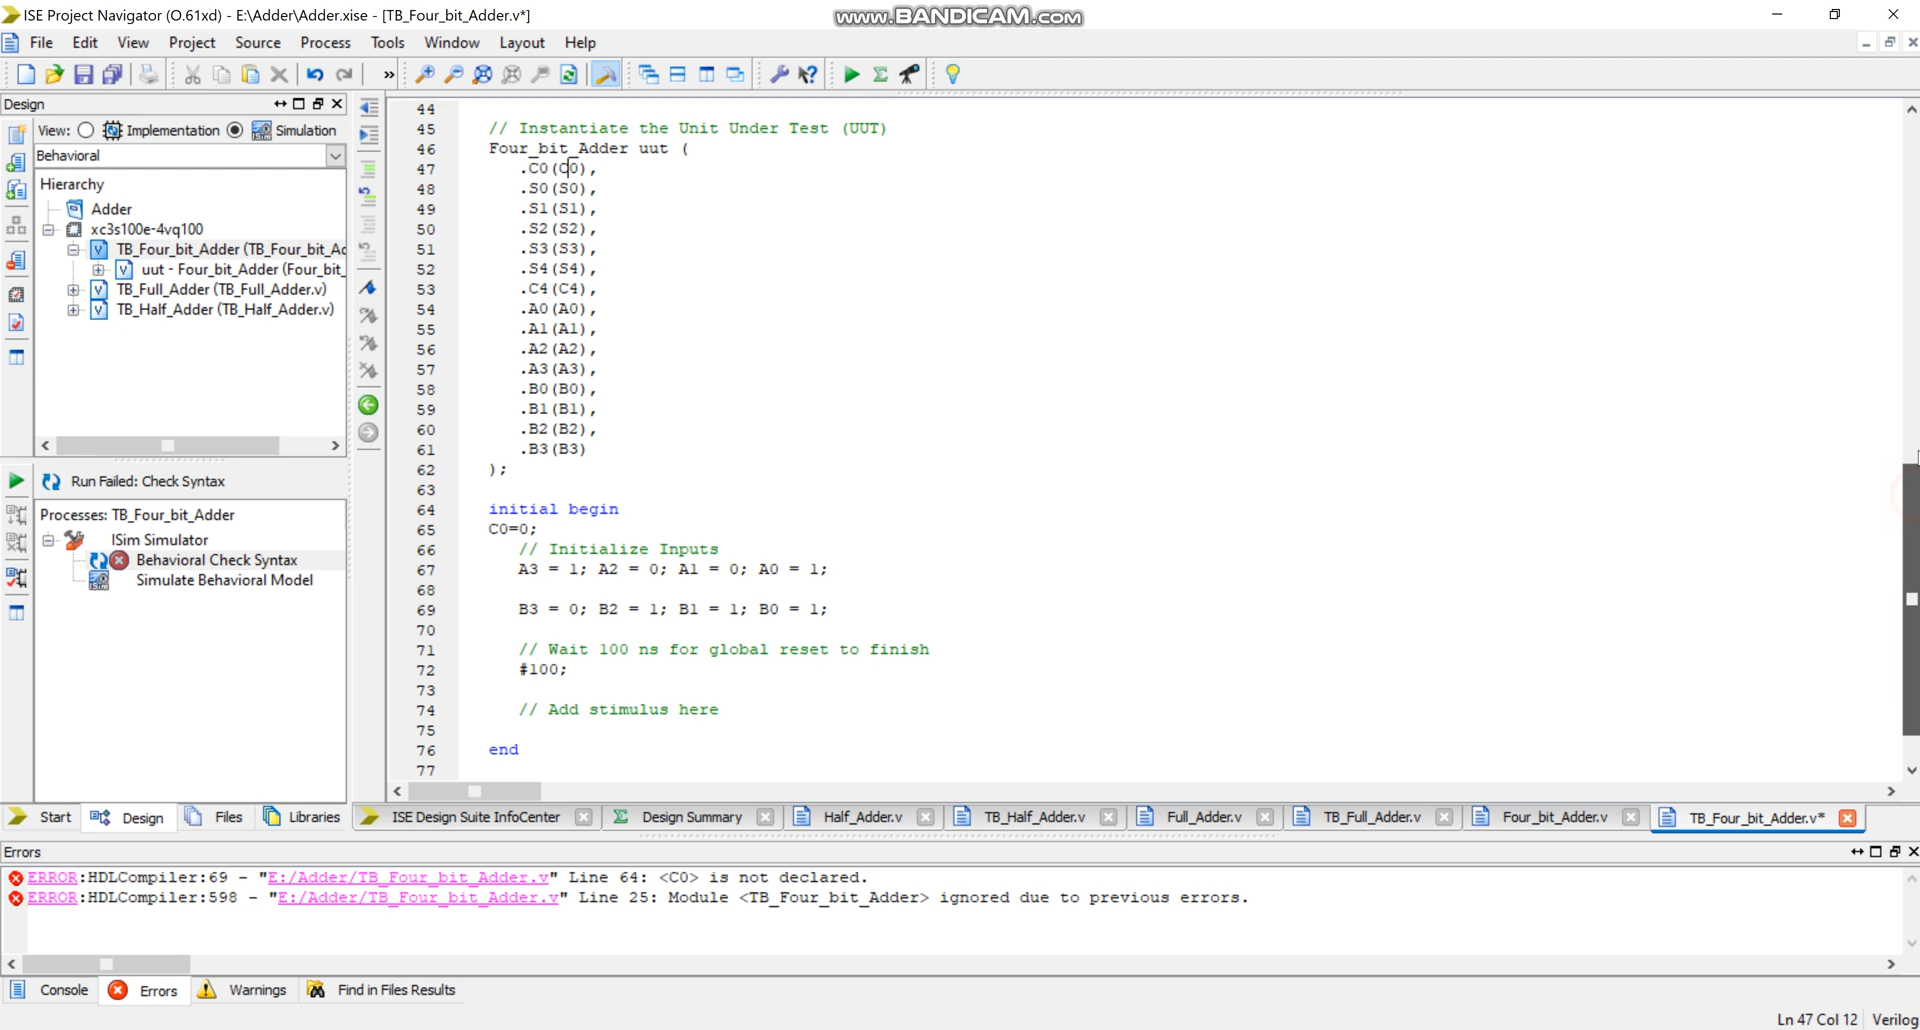 ISE Project Navigator (O.61xd) - E:\Adder\Adder.xise - [TB_Four_bit_Adder.v*]
www.BANDICAM.com
File Edit View Project Source Process Tools Window Layout Help
»
Design
View: Implementation Simulation
Behavioral
Hierarchy
Adder
xc3s100e-4vq100
TB_Four_bit_Adder (TB_Four_bit_Ad
uut - Four_bit_Adder (Four_bit_
TB_Full_Adder (TB_Full_Adder.v)
TB_Half_Adder (TB_Half_Adder.v)
Run Failed: Check Syntax
Processes: TB_Four_bit_Adder
ISim Simulator
Behavioral Check Syntax
Simulate Behavioral Model
Start Design Files Libraries
44
45 // Instantiate the Unit Under Test (UUT)
46 Four_bit_Adder uut (
47 .C0(C0),
48 .S0(S0),
49 .S1(S1),
50 .S2(S2),
51 .S3(S3),
52 .S4(S4),
53 .C4(C4),
54 .A0(A0),
55 .A1(A1),
56 .A2(A2),
57 .A3(A3),
58 .B0(B0),
59 .B1(B1),
60 .B2(B2),
61 .B3(B3)
62 );
63
64 initial begin
65 C0=0;
66 // Initialize Inputs
67 A3 = 1; A2 = 0; A1 = 0; A0 = 1;
68
69 B3 = 0; B2 = 1; B1 = 1; B0 = 1;
70
71 // Wait 100 ns for global reset to finish
72 #100;
73
74 // Add stimulus here
75
76 end
77
ISE Design Suite InfoCenter Design Summary Half_Adder.v TB_Half_Adder.v Full_Adder.v TB_Full_Adder.v Four_bit_Adder.v TB_Four_bit_Adder.v*
Errors
ERROR:HDLCompiler:69 - "E:/Adder/TB_Four_bit_Adder.v" Line 64: <C0> is not declared.
ERROR:HDLCompiler:598 - "E:/Adder/TB_Four_bit_Adder.v" Line 25: Module <TB_Four_bit_Adder> ignored due to previous errors.
Console Errors Warnings Find in Files Results
Ln 47 Col 12 Verilog